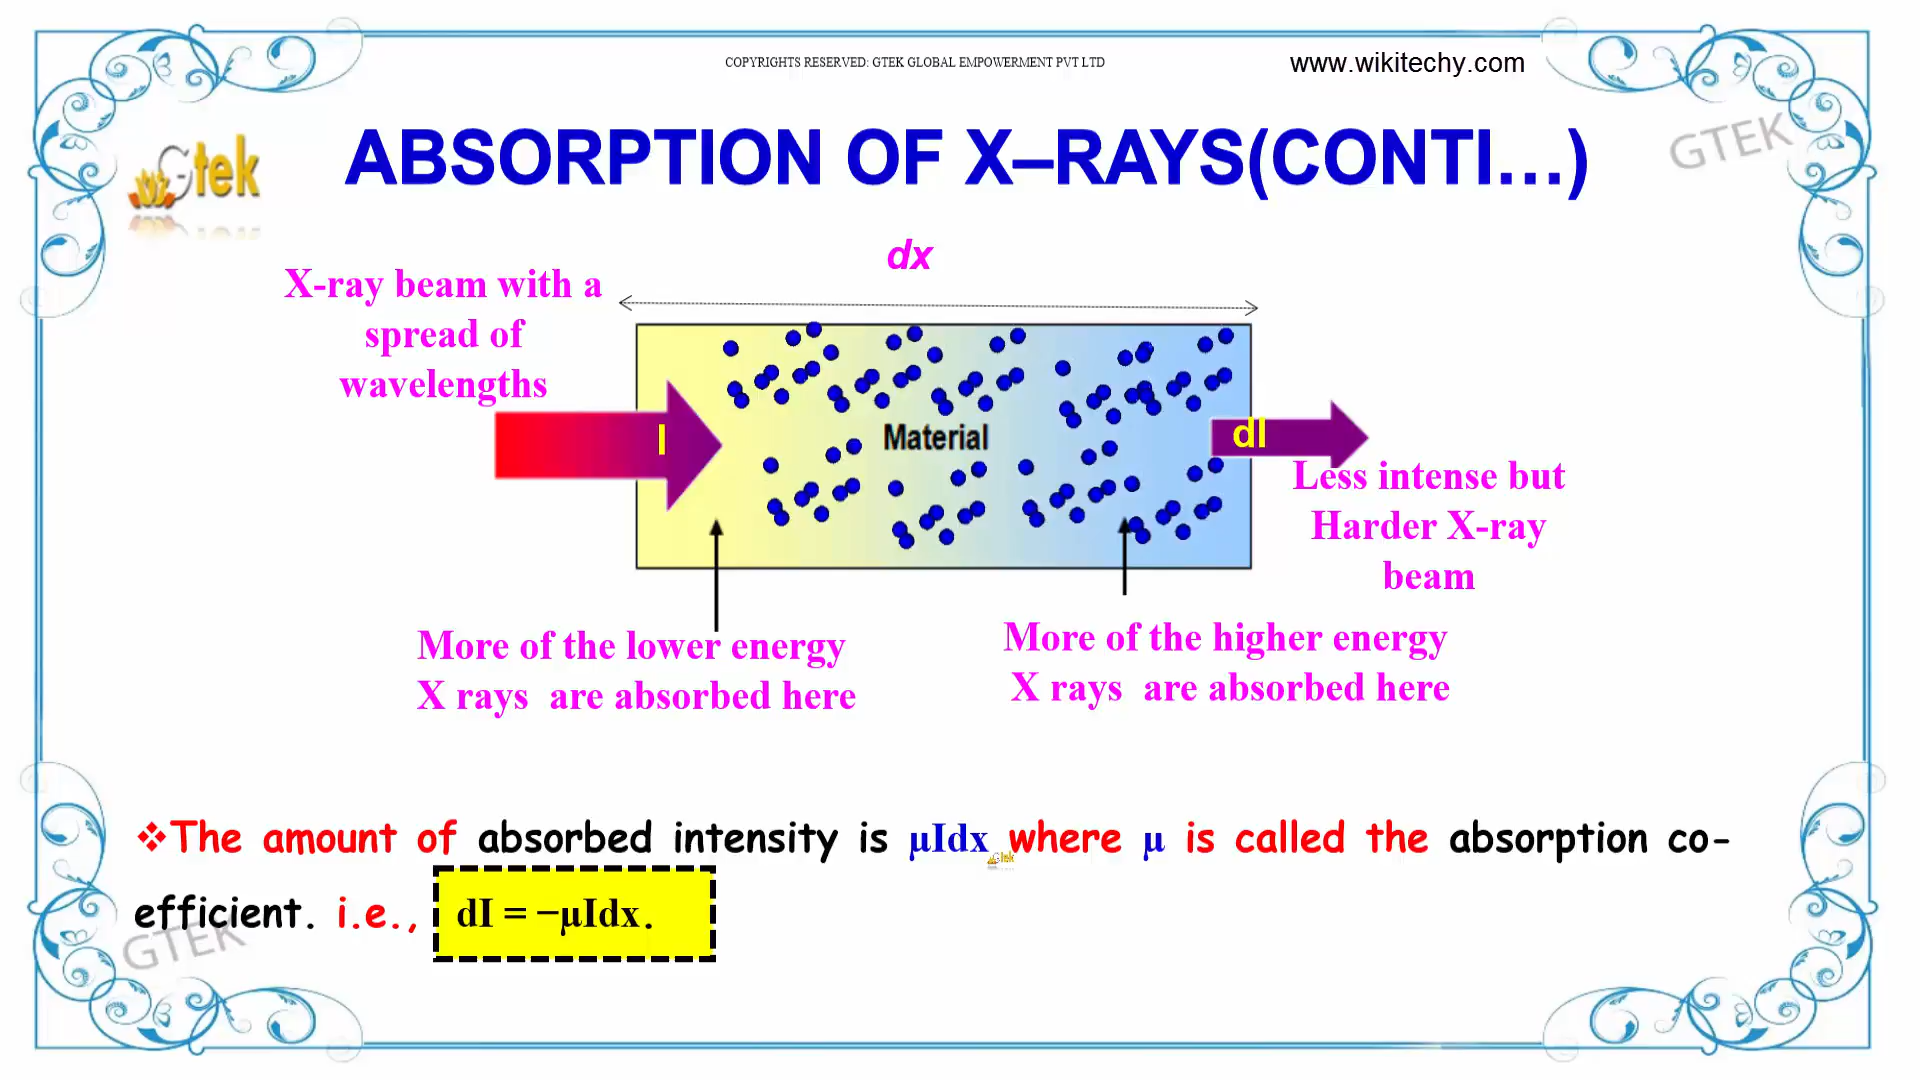 COPYRIGHTS RESERVED: GTEK GLOBAL EMPOWERMENT PVT LTD
www.wikitechy.com
GTEK
Gtek
ABSORPTION OF X–RAYS(CONTI…)
dx
X-ray beam with a
spread of
wavelengths
I
Material
dI
Less intense but
Harder X-ray
beam
More of the lower energy
X rays are absorbed here
More of the higher energy
X rays are absorbed here
❖The amount of absorbed intensity is μIdx where μ is called the absorption co-
efficient. i.e., dI = −μIdx.
GTEK